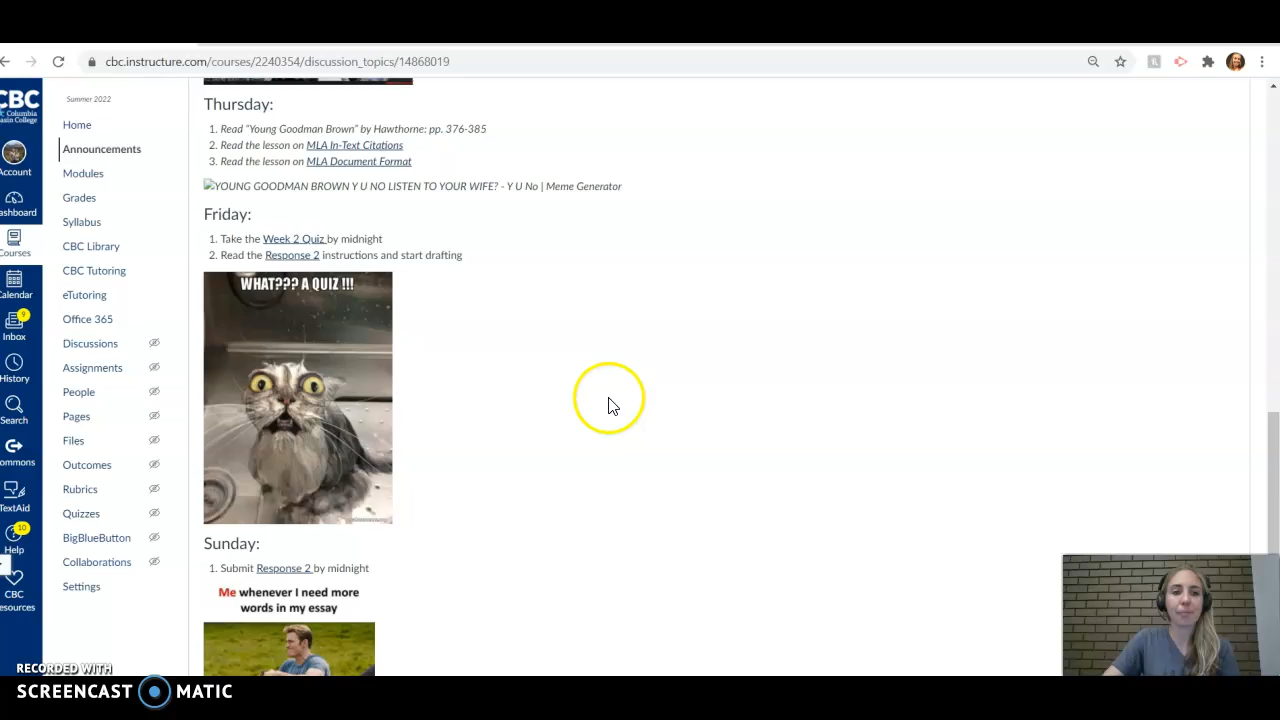 cbc.instructure.com/courses/2240354/discussion_topics/14868019
CBC
Columbia
Basin College
Account
Dashboard
Courses
Calendar
9
Inbox
History
Search
Commons
TextAid
10
Help
CBC
Resources
Summer 2022
Home
Announcements
Modules
Grades
Syllabus
CBC Library
CBC Tutoring
eTutoring
Office 365
Discussions
Assignments
People
Pages
Files
Outcomes
Rubrics
Quizzes
BigBlueButton
Collaborations
Settings
Thursday:
1. Read "Young Goodman Brown" by Hawthorne: pp. 376-385
2. Read the lesson on MLA In-Text Citations
3. Read the lesson on MLA Document Format
YOUNG GOODMAN BROWN Y U NO LISTEN TO YOUR WIFE? - Y U No | Meme Generator
Friday:
1. Take the Week 2 Quiz by midnight
2. Read the Response 2 instructions and start drafting
WHAT??? A QUIZ !!!
Sunday:
1. Submit Response 2 by midnight
Me whenever I need more
words in my essay
RECORDED WITH
SCREENCAST MATIC